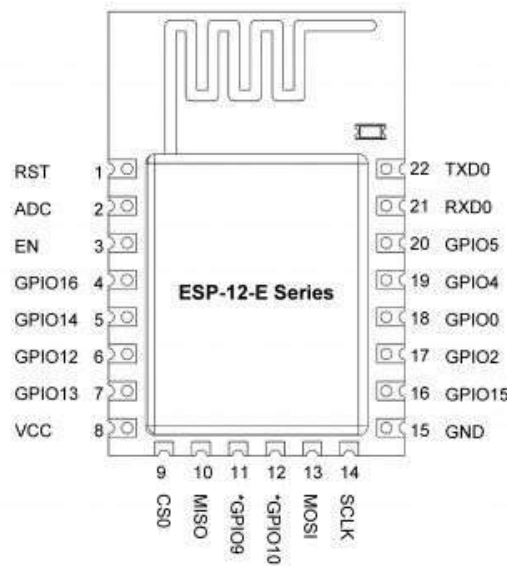 RST 1
ADC 2
EN 3
GPIO16 4
GPIO14 5
GPIO12 6
GPIO13 7
VCC 8
ESP-12-E Series
22 TXD0
21 RXD0
20 GPIO5
19 GPIO4
18 GPIO0
17 GPIO2
16 GPIO15
15 GND
9 10 11 12 13 14
CS0
MISO
*GPIO9
*GPIO10
MOSI
SCLK